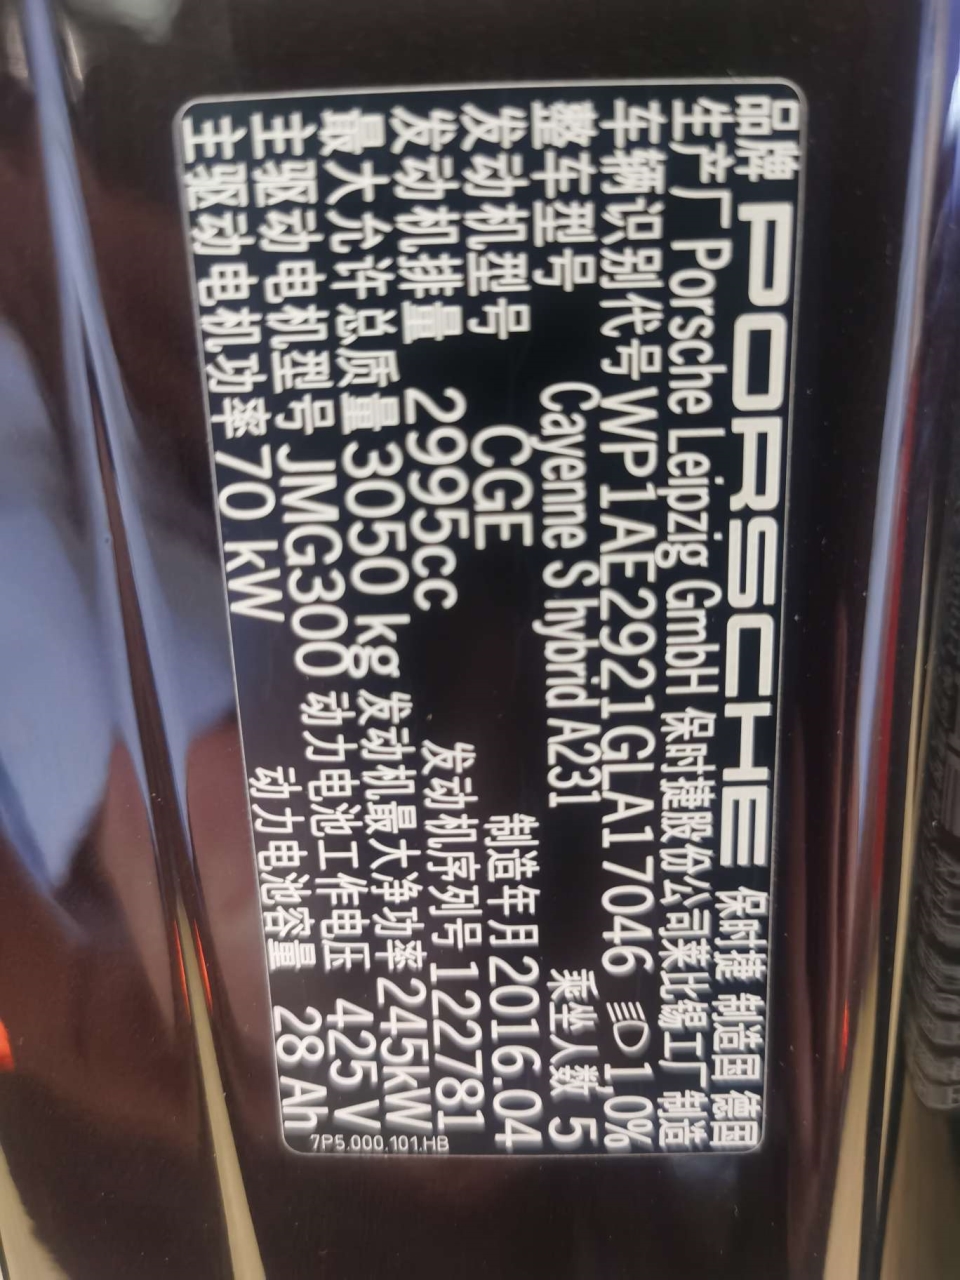 品牌 PORSCHE 保时捷 制造国 德国
生产厂 Porsche Leipzig GmbH 保时捷股份公司莱比锡工厂制造
车辆识别代号 WP1AE2921GLA17046 1.0%
整车型号 Cayenne S hybrid A231 乘坐人数 5
发动机型号 CGE 制造年月 2016.04
发动机排量 2995cc 发动机序列号 122781
最大允许总质量 3050 kg 发动机最大净功率 245kW
主驱动电机型号 JMG300 动力电池工作电压 425 V
主驱动电机功率 70 kW 动力电池容量 28 Ah
7P5.000.101.HB